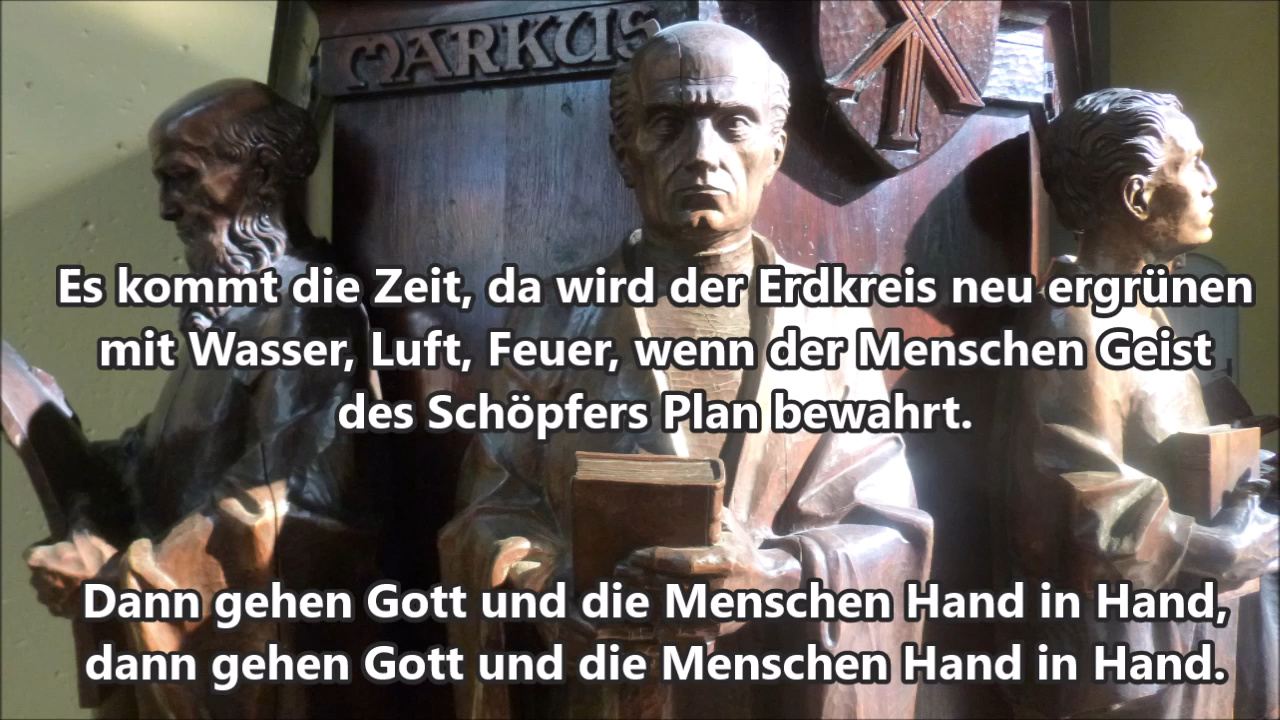 MARKUS
Es kommt die Zeit, da wird der Erdkreis neu ergrünen
mit Wasser, Luft, Feuer, wenn der Menschen Geist
des Schöpfers Plan bewahrt.
Dann gehen Gott und die Menschen Hand in Hand,
dann gehen Gott und die Menschen Hand in Hand.